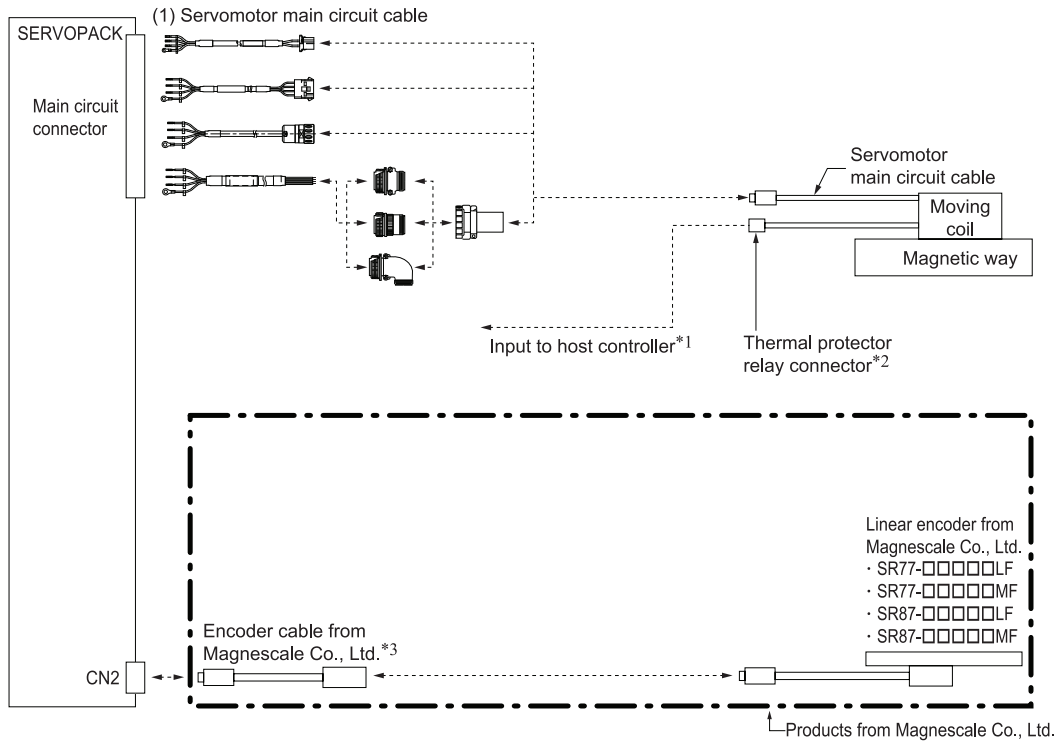 (1) Servomotor main circuit cable
SERVOPACK
Main circuit
connector
Servomotor
main circuit cable
Moving
coil
Magnetic way
Input to host controller*1
Thermal protector
relay connector*2
Linear encoder from
Magnescale Co., Ltd.
· SR77-□□□□□LF
· SR77-□□□□□MF
· SR87-□□□□□LF
· SR87-□□□□□MF
Encoder cable from
Magnescale Co., Ltd.*3
CN2
Products from Magnescale Co., Ltd.